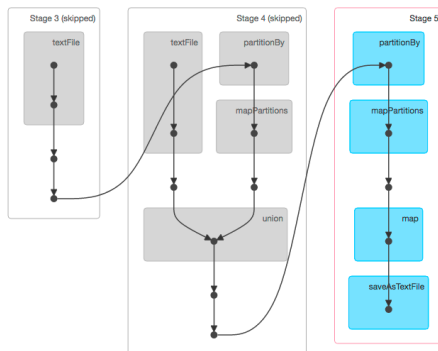 Stage 3 (skipped)
textFile
Stage 4 (skipped)
textFile
partitionBy
mapPartitions
union
Stage 5
partitionBy
mapPartitions
map
saveAsTextFile